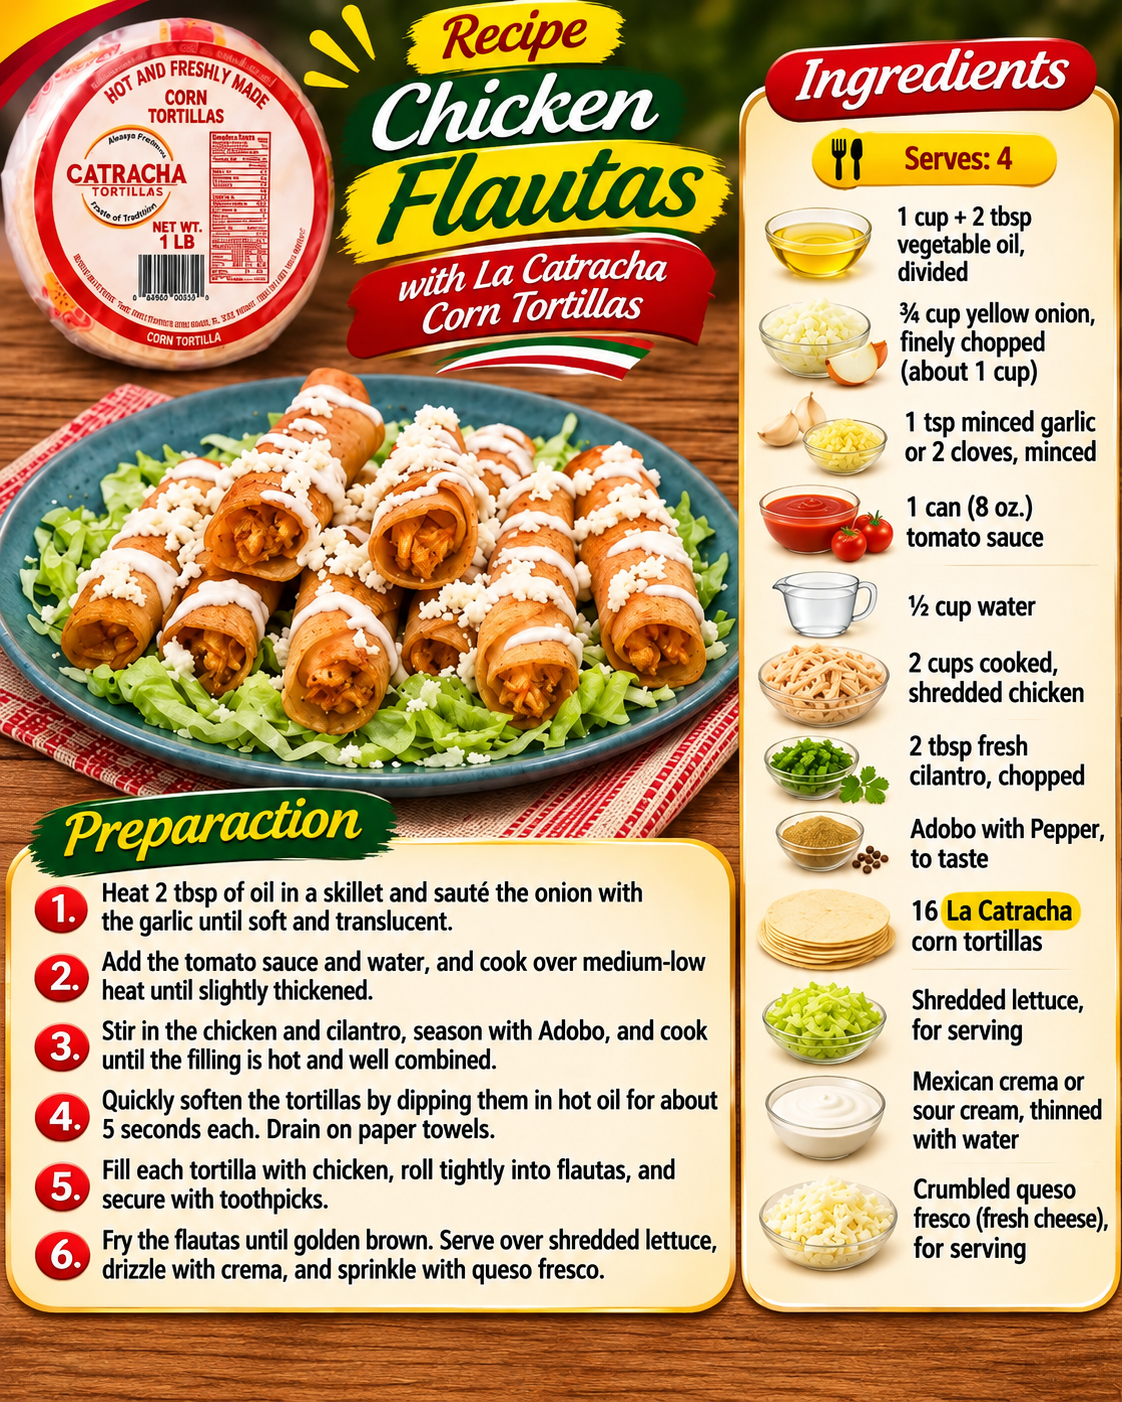 HOT AND FRESHLY MADE
CORN
TORTILLAS
CATRACHA
TORTILLAS
of Tradition
NET WT.
1 LB
CORN TORTILLA
Recipe
Chicken
Flautas
with La Catracha
Corn Tortillas
Ingredients
Serves: 4
1 cup + 2 tbsp
vegetable oil,
divided
¾ cup yellow onion,
finely chopped
(about 1 cup)
1 tsp minced garlic
or 2 cloves, minced
1 can (8 oz.)
tomato sauce
½ cup water
2 cups cooked,
shredded chicken
2 tbsp fresh
cilantro, chopped
Adobo with Pepper,
to taste
16 La Catracha
corn tortillas
Shredded lettuce,
for serving
Mexican crema or
sour cream, thinned
with water
Crumbled queso
fresco (fresh cheese),
for serving
Preparaction
1. Heat 2 tbsp of oil in a skillet and sauté the onion with
the garlic until soft and translucent.
2. Add the tomato sauce and water, and cook over medium-low
heat until slightly thickened.
3. Stir in the chicken and cilantro, season with Adobo, and cook
until the filling is hot and well combined.
4. Quickly soften the tortillas by dipping them in hot oil for about
5 seconds each. Drain on paper towels.
5. Fill each tortilla with chicken, roll tightly into flautas, and
secure with toothpicks.
6. Fry the flautas until golden brown. Serve over shredded lettuce,
drizzle with crema, and sprinkle with queso fresco.